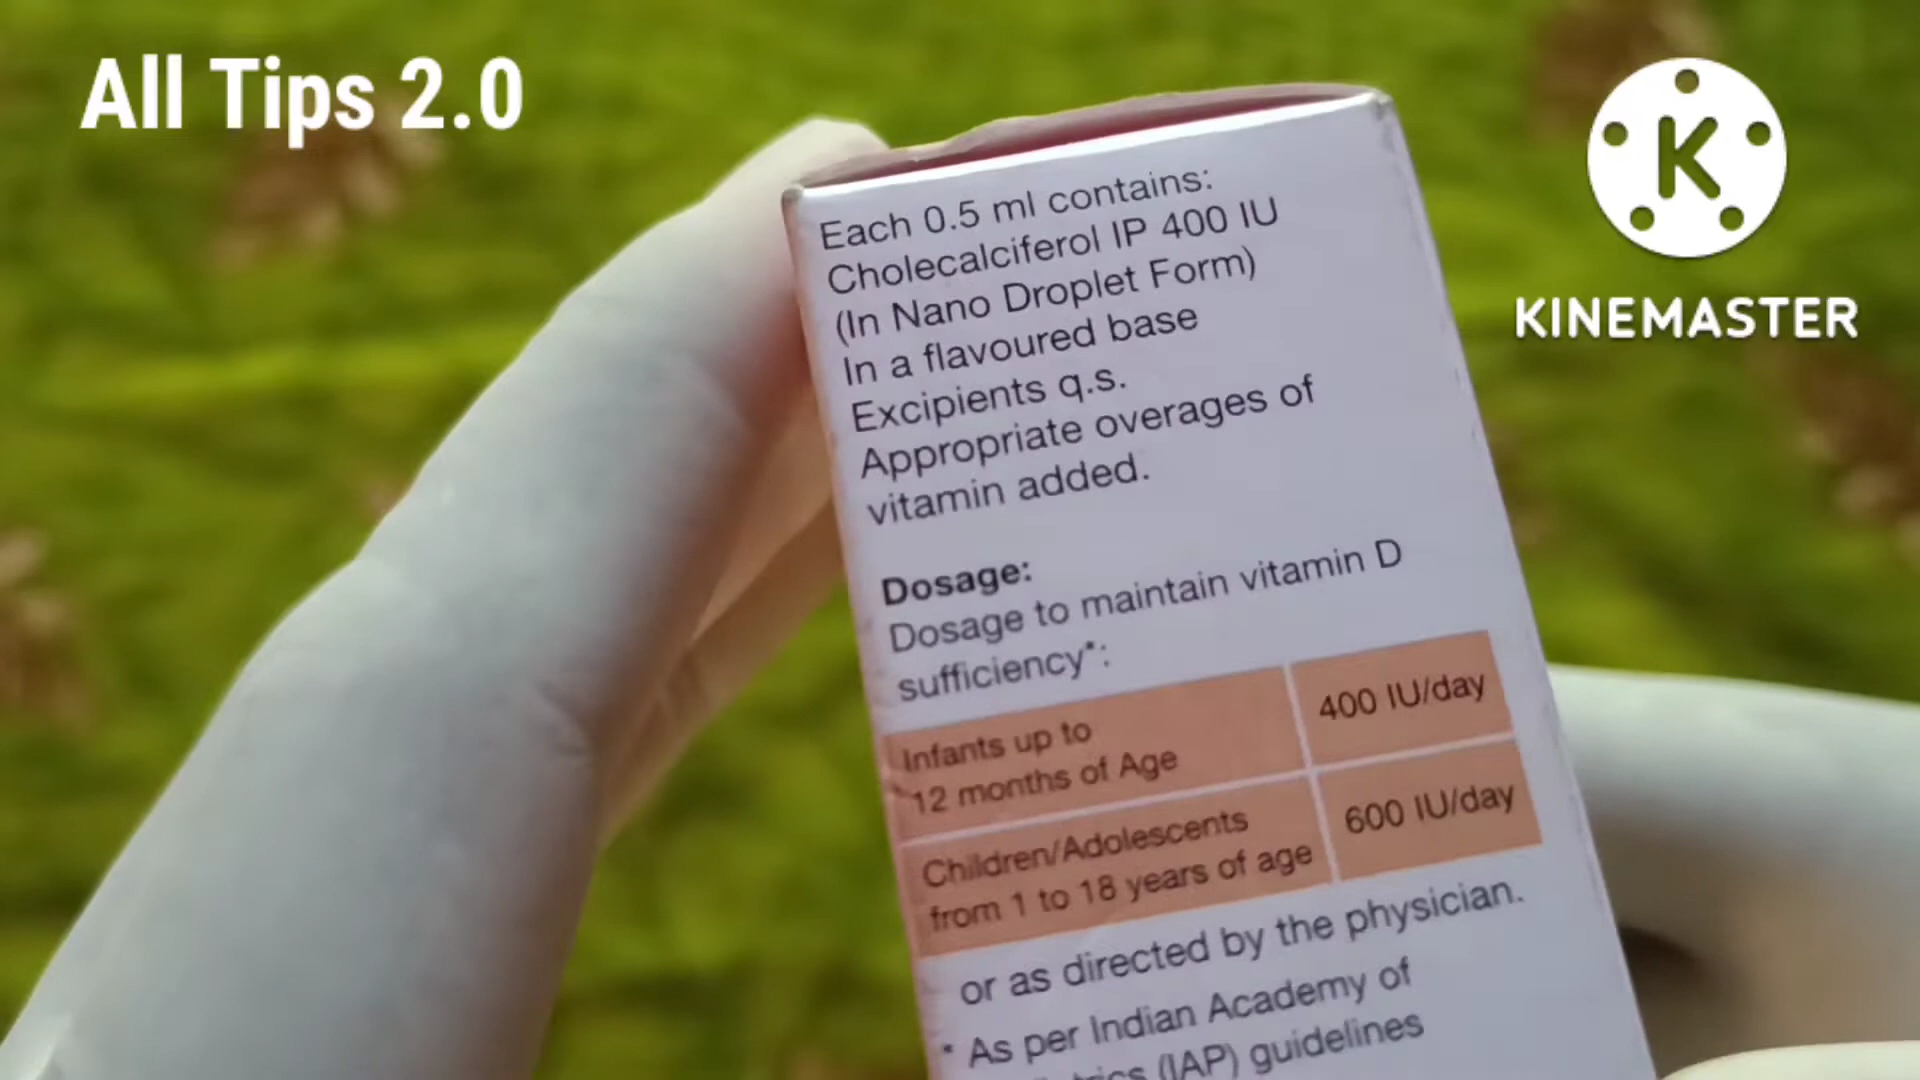 All Tips 2.0
K
KINEMASTER
Each 0.5 ml contains:
Cholecalciferol IP 400 IU
(In Nano Droplet Form)
In a flavoured base
Excipients q.s.
Appropriate overages of
vitamin added.
Dosage:
Dosage to maintain vitamin D
sufficiency*:
Infants up to
12 months of Age
400 IU/day
Children/Adolescents
from 1 to 18 years of age
600 IU/day
or as directed by the physician.
* As per Indian Academy of
(IAP) guidelines